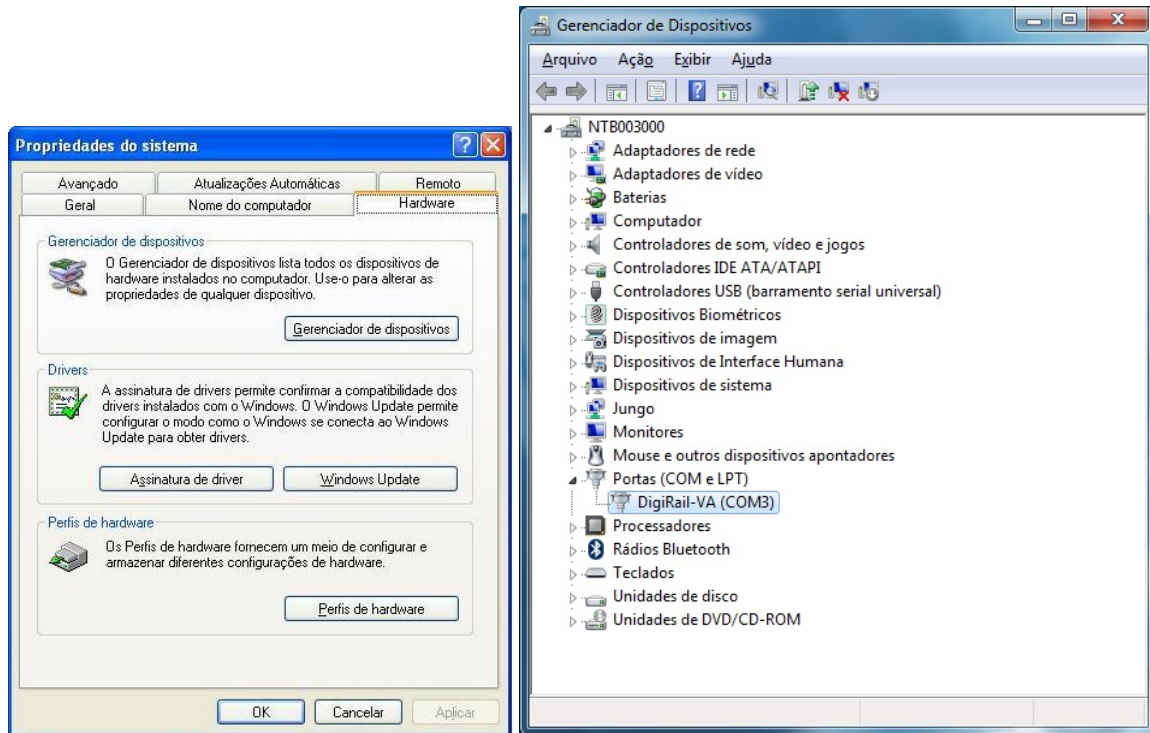 Propriedades do sistema
Avançado Atualizações Automáticas Remoto
Geral Nome do computador Hardware
Gerenciador de dispositivos
O Gerenciador de dispositivos lista todos os dispositivos de
hardware instalados no computador. Use-o para alterar as
propriedades de qualquer dispositivo.
Gerenciador de dispositivos
Drivers
A assinatura de drivers permite confirmar a compatibilidade dos
drivers instalados com o Windows. O Windows Update permite
configurar o modo como o Windows se conecta ao Windows
Update para obter drivers.
Assinatura de driver Windows Update
Perfis de hardware
Os Perfis de hardware fornecem um meio de configurar e
armazenar diferentes configurações de hardware.
Perfis de hardware
OK Cancelar Aplicar
Gerenciador de Dispositivos
Arquivo Ação Exibir Ajuda
NTB003000
Adaptadores de rede
Adaptadores de vídeo
Baterias
Computador
Controladores de som, vídeo e jogos
Controladores IDE ATA/ATAPI
Controladores USB (barramento serial universal)
Dispositivos Biométricos
Dispositivos de imagem
Dispositivos de Interface Humana
Dispositivos de sistema
Jungo
Monitores
Mouse e outros dispositivos apontadores
Portas (COM e LPT)
DigiRail-VA (COM3)
Processadores
Rádios Bluetooth
Teclados
Unidades de disco
Unidades de DVD/CD-ROM